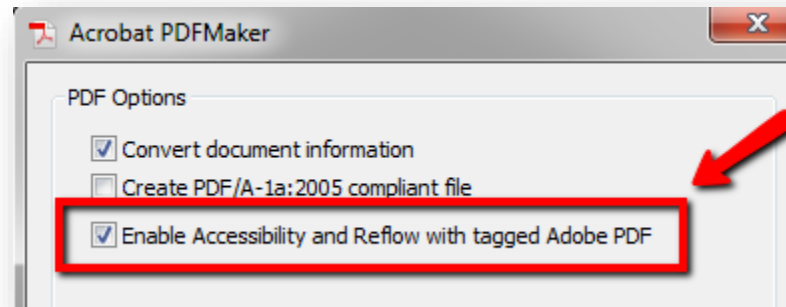 Acrobat PDFMaker
PDF Options
Convert document information
Create PDF/A-1a:2005 compliant file
Enable Accessibility and Reflow with tagged Adobe PDF